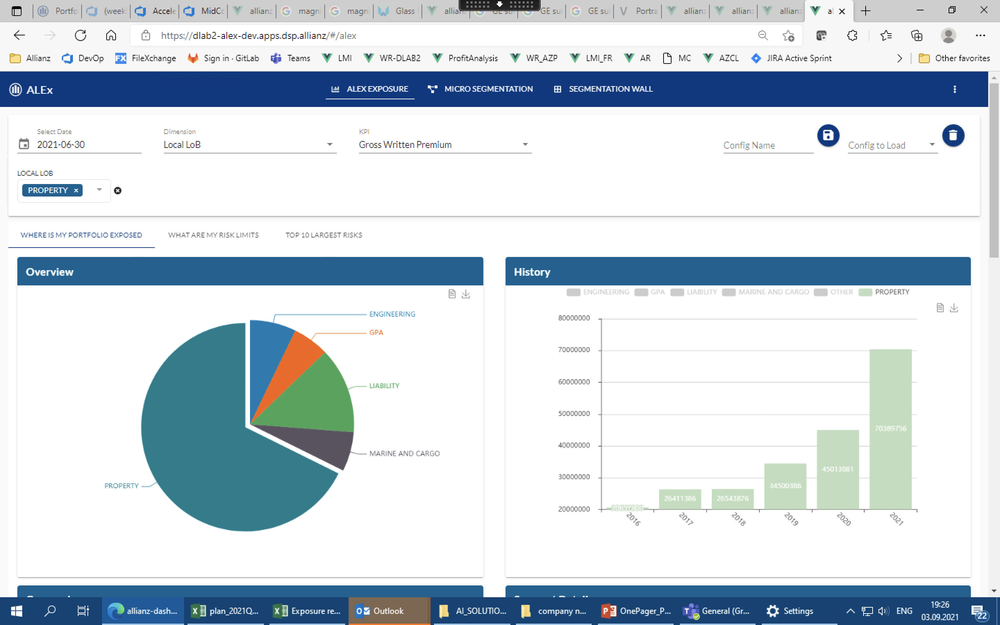 Portfo
(week
Accele
MidCo
allianz
magni
magni
Glass
allianz
GE sul
GE sul
GE sul
Portra
allianz
allianz
allianz
al
https://dlab2-alex-dev.apps.dsp.allianz/#/alex
Allianz
DevOp
FX FileXchange
Sign in · GitLab
Teams
LMI
WR-DLAB2
ProfitAnalysis
WR_AZP
LMI_FR
AR
MC
AZCL
JIRA Active Sprint
Other favorites
ALEx
ALEX EXPOSURE
MICRO SEGMENTATION
SEGMENTATION WALL
Select Date
2021-06-30
Dimension
Local LoB
KPI
Gross Written Premium
Config Name
Config to Load
LOCAL LOB
PROPERTY x
WHERE IS MY PORTFOLIO EXPOSED
WHAT ARE MY RISK LIMITS
TOP 10 LARGEST RISKS
Overview
ENGINEERING
GPA
LIABILITY
MARINE AND CARGO
PROPERTY
History
ENGINEERING
GPA
LIABILITY
MARINE AND CARGO
OTHER
PROPERTY
80000000
70000000
60000000
50000000
40000000
30000000
20000000
20657800
26411386
26543876
34500386
45013081
70389756
2016
2017
2018
2019
2020
2021
allianz-dash...
plan_2021Q...
Exposure re...
Outlook
AI_SOLUTIO...
company n...
OnePager_P...
General (Gr...
Settings
ENG
19:26
03.09.2021
22